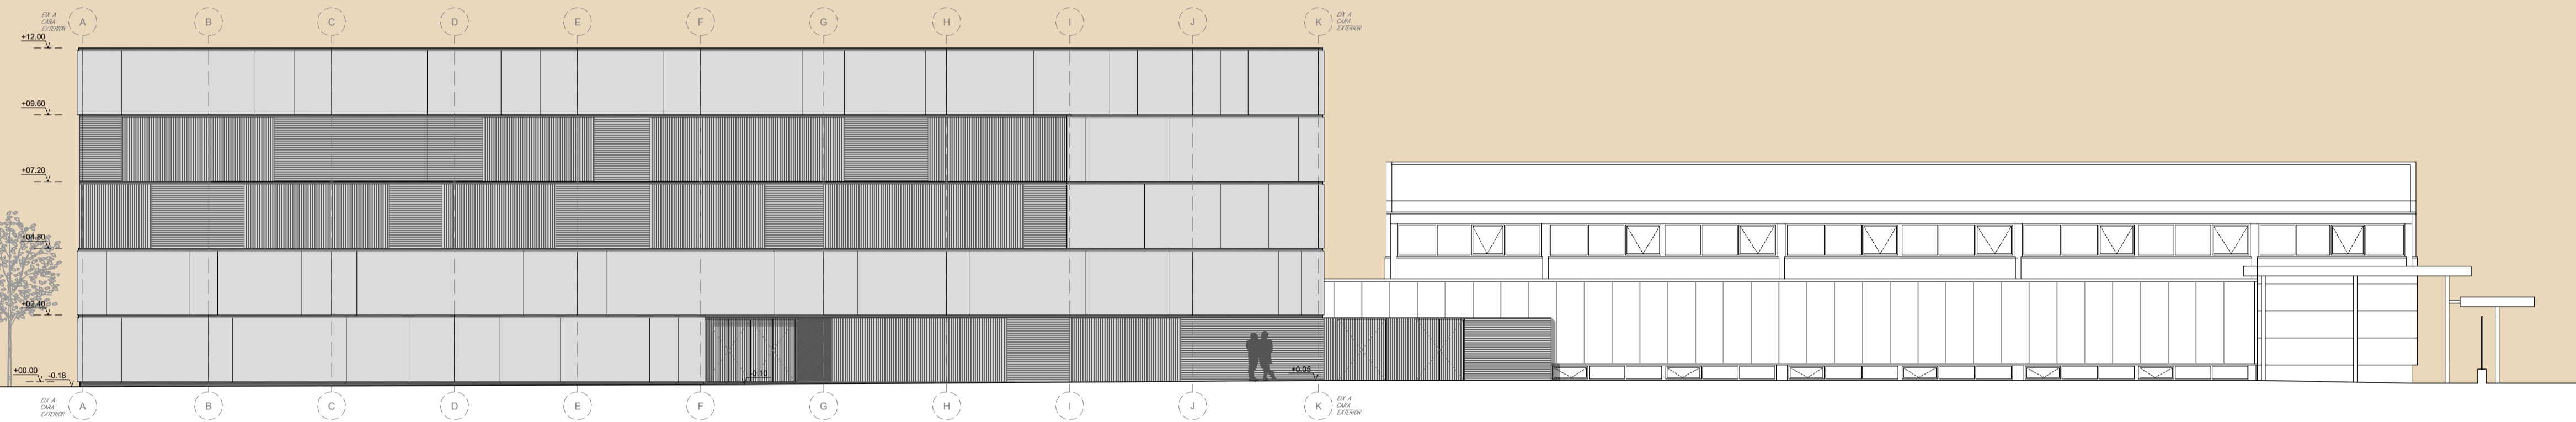 EIX A
CARA
EXTERIOR
A
B
C
D
E
F
G
H
I
J
K
EIX A
CARA
EXTERIOR
+12.00
+09.60
+07.20
+04.80
+02.40
+00.00
-0.18
-0.10
+0.05
EIX A
CARA
EXTERIOR
A
B
C
D
E
F
G
H
I
J
K
EIX A
CARA
EXTERIOR